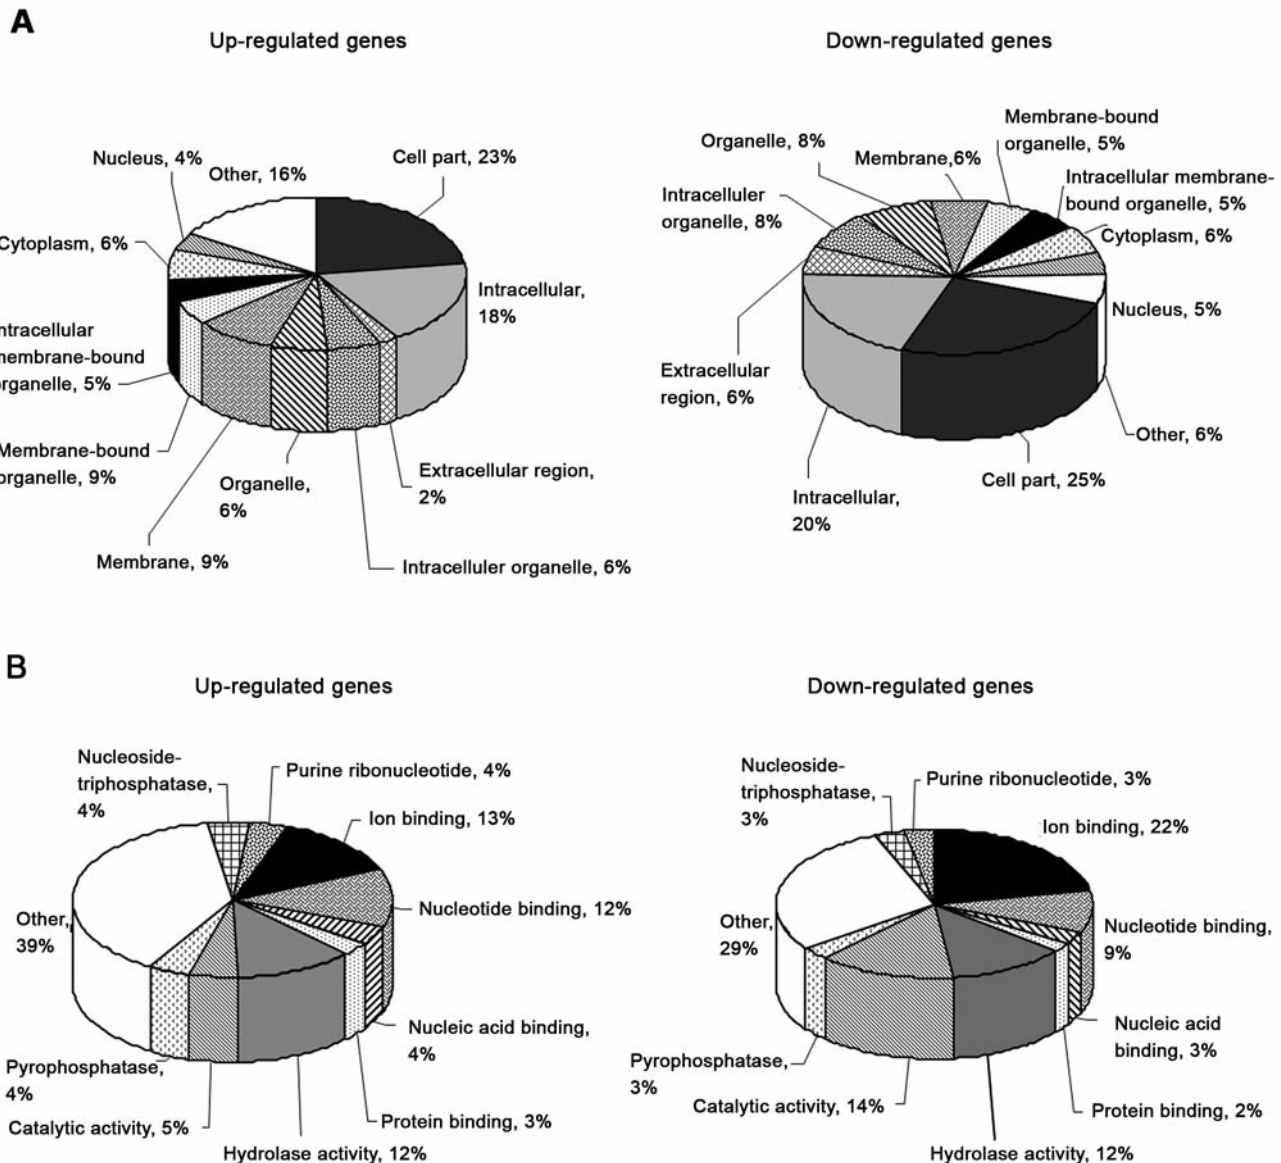 A
Up-regulated genes
Down-regulated genes
Nucleus, 4%
Other, 16%
Cell part, 23%
Cytoplasm, 6%
Intracellular,
18%
ntracellular
nembrane-bound
organelle, 5%
Membrane-bound
organelle, 9%
Organelle,
6%
Extracellular region,
2%
Membrane, 9%
Intracelluler organelle, 6%
Membrane-bound
organelle, 5%
Organelle, 8%
Membrane,6%
Intracellular membrane-
bound organelle, 5%
Intracelluler
organelle, 8%
Cytoplasm, 6%
Nucleus, 5%
Extracellular
region, 6%
Other, 6%
Cell part, 25%
Intracellular,
20%
B
Up-regulated genes
Down-regulated genes
Nucleoside-
triphosphatase,
4%
Purine ribonucleotide, 4%
Ion binding, 13%
Nucleotide binding, 12%
Other,
39%
Nucleic acid binding,
4%
Pyrophosphatase,
4%
Catalytic activity, 5%
Protein binding, 3%
Hydrolase activity, 12%
Nucleoside-
triphosphatase,
3%
Purine ribonucleotide, 3%
Ion binding, 22%
Other,
29%
Nucleotide binding,
9%
Nucleic acid
binding, 3%
Pyrophosphatase,
3%
Catalytic activity, 14%
Protein binding, 2%
Hydrolase activity, 12%